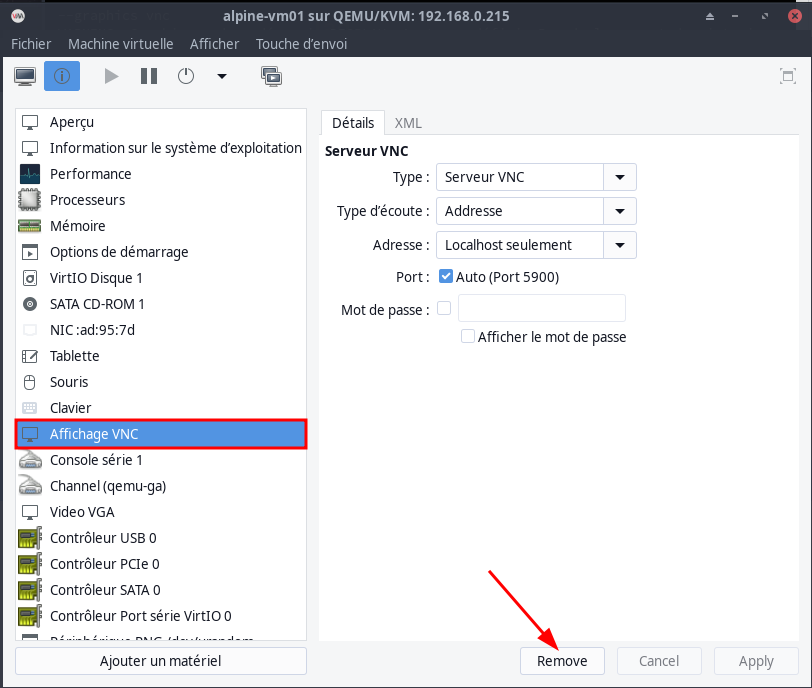 alpine-vm01 sur QEMU/KVM: 192.168.0.215
Fichier Machine virtuelle Afficher Touche d’envoi
Aperçu
Information sur le système d’exploitation
Performance
Processeurs
Mémoire
Options de démarrage
VirtIO Disque 1
SATA CD-ROM 1
NIC :ad:95:7d
Tablette
Souris
Clavier
Affichage VNC
Console série 1
Channel (qemu-ga)
Video VGA
Contrôleur USB 0
Contrôleur PCIe 0
Contrôleur SATA 0
Contrôleur Port série VirtIO 0
Périphérique RNG /dev/urandom
Ajouter un matériel
Détails XML
Serveur VNC
Type : Serveur VNC
Type d’écoute : Adresse
Adresse : Localhost seulement
Port : Auto (Port 5900)
Mot de passe :
Afficher le mot de passe
Remove Cancel Apply